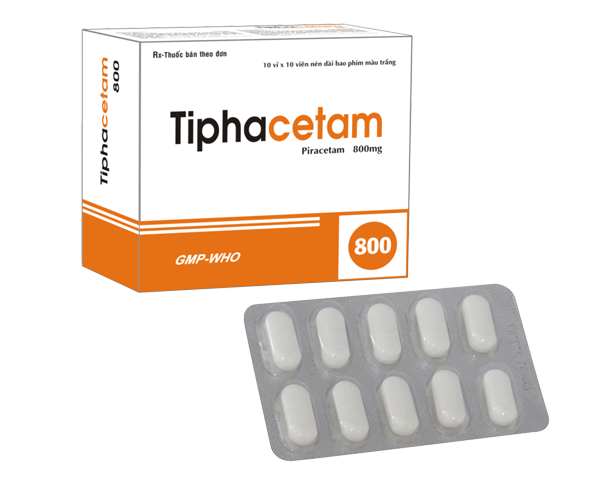 Rx-Thuốc bán theo đơn
10 vỉ x 10 viên nén dài bao phim màu trắng
Tiphacetam
Piracetam 800mg
GMP-WHO
800
Tiphacetam
800